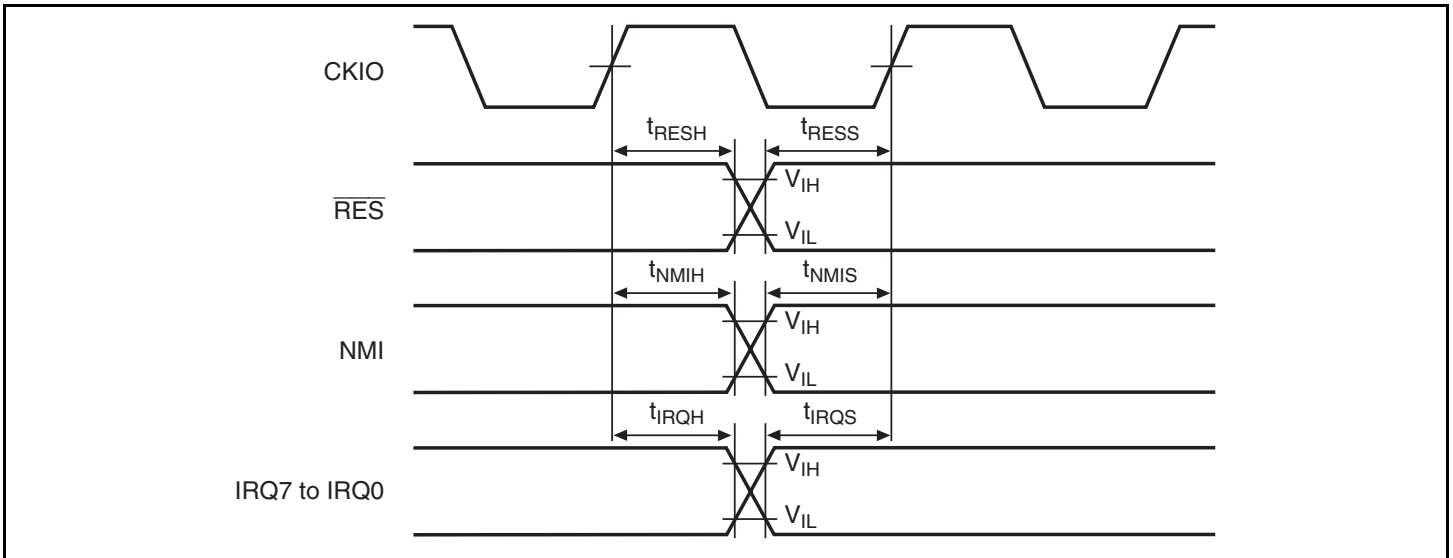 CKIO
tRESH tRESS
RES VIH
VIL
tNMIH tNMIS
NMI VIH
VIL
tIRQH tIRQS
IRQ7 to IRQ0 VIH
VIL